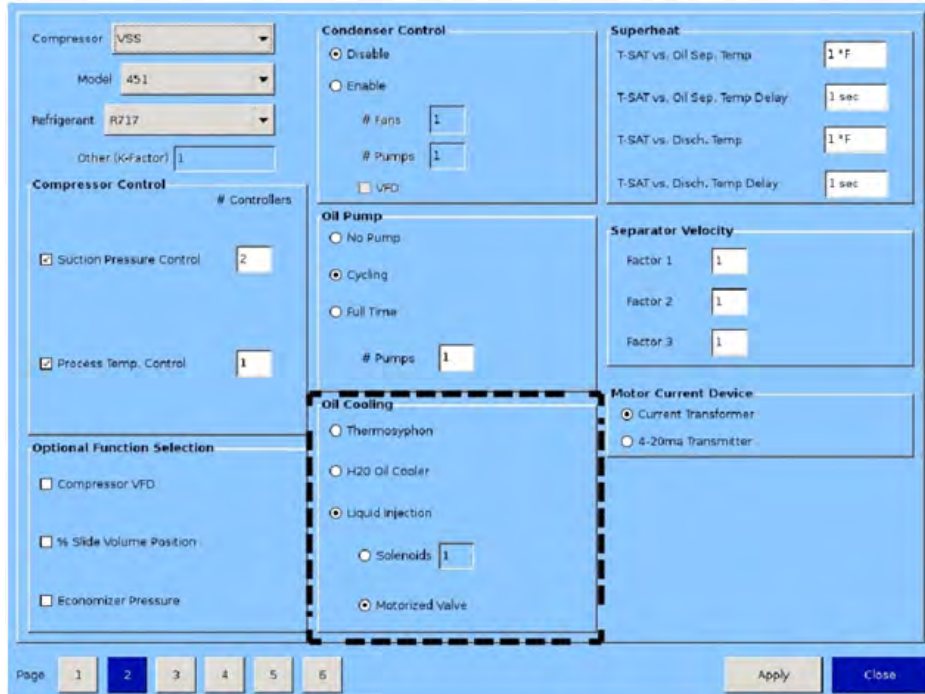 Compressor VSS
Model 451
Refrigerant R717
Other (K-Factor) 1
Compressor Control
# Controllers
Suction Pressure Control 2
Process Temp. Control 1
Optional Function Selection
Compressor VFD
% Slide Volume Position
Economizer Pressure
Condenser Control
Disable
Enable
# Fans 1
# Pumps 1
VFD
Oil Pump
No Pump
Cycling
Full Time
# Pumps 1
Oil Cooling
Thermosyphon
H20 Oil Cooler
Liquid Injection
Solenoids 1
Motorized Valve
Superheat
T-SAT vs. Oil Sep. Temp 1 °F
T-SAT vs. Oil Sep. Temp Delay 1 sec
T-SAT vs. Disch. Temp 1 °F
T-SAT vs. Disch. Temp Delay 1 sec
Separator Velocity
Factor 1 1
Factor 2 1
Factor 3 1
Motor Current Device
Current Transformer
4-20ma Transmitter
Page 1 2 3 4 5 6 Apply Close